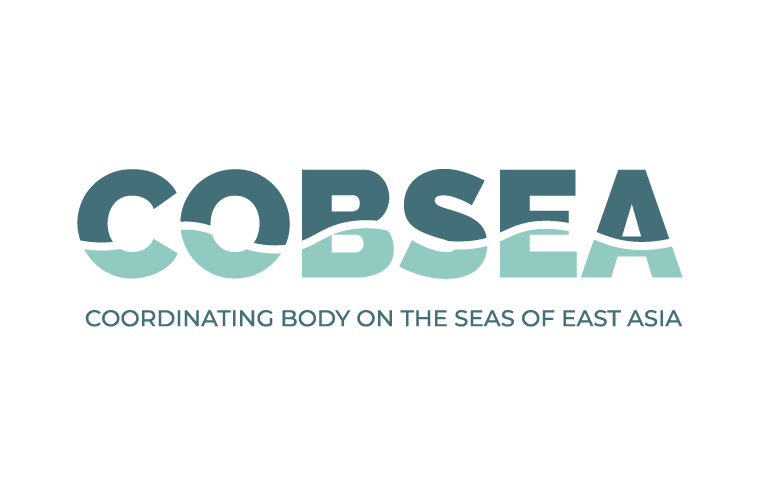 COBSEA
COORDINATING BODY ON THE SEAS OF EAST ASIA